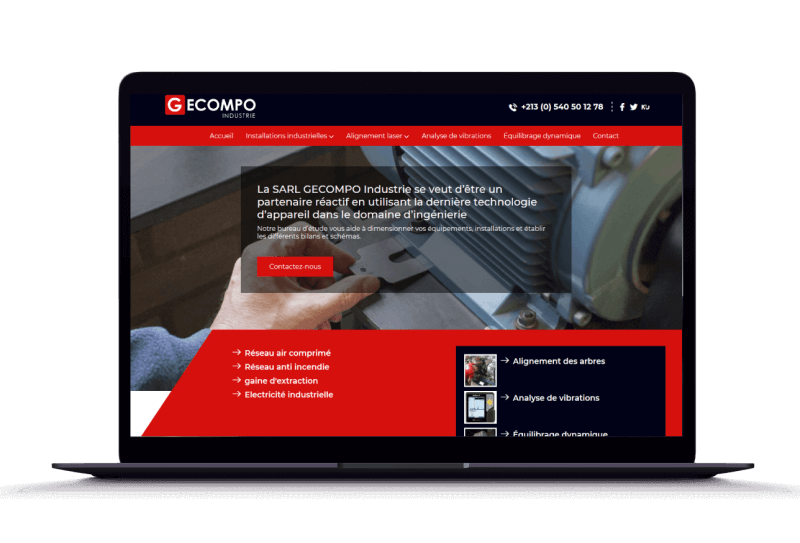 GECOMPO
INDUSTRIE
+213 (0) 540 50 12 78
Accueil Installations industrielles Alignement laser Analyse de vibrations Équilibrage dynamique Contact
La SARL GECOMPO Industrie se veut d'être un
partenaire réactif en utilisant la dernière technologie
d'appareil dans le domaine d'ingénierie
Notre bureau d'étude vous aide à dimensionner vos équipements, installations et établir
les différents bilans et schémas.
Contactez-nous
Réseau air comprimé
Réseau anti incendie
gaine d'extraction
Electricité industrielle
Alignement des arbres
Analyse de vibrations
Équilibrage dynamique